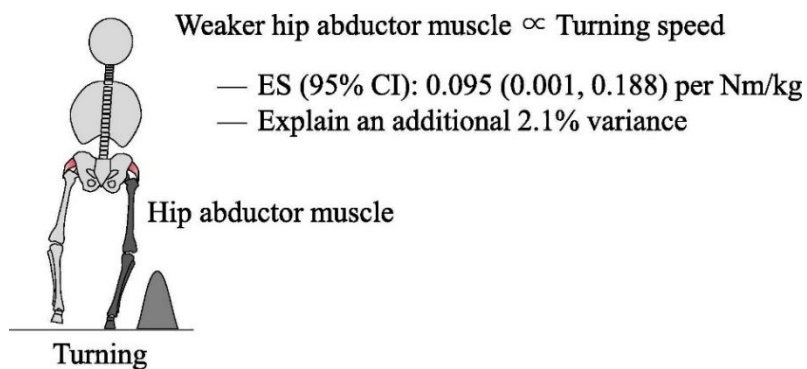 Weaker hip abductor muscle ∝ Turning speed
— ES (95% CI): 0.095 (0.001, 0.188) per Nm/kg
— Explain an additional 2.1% variance
Hip abductor muscle
Turning